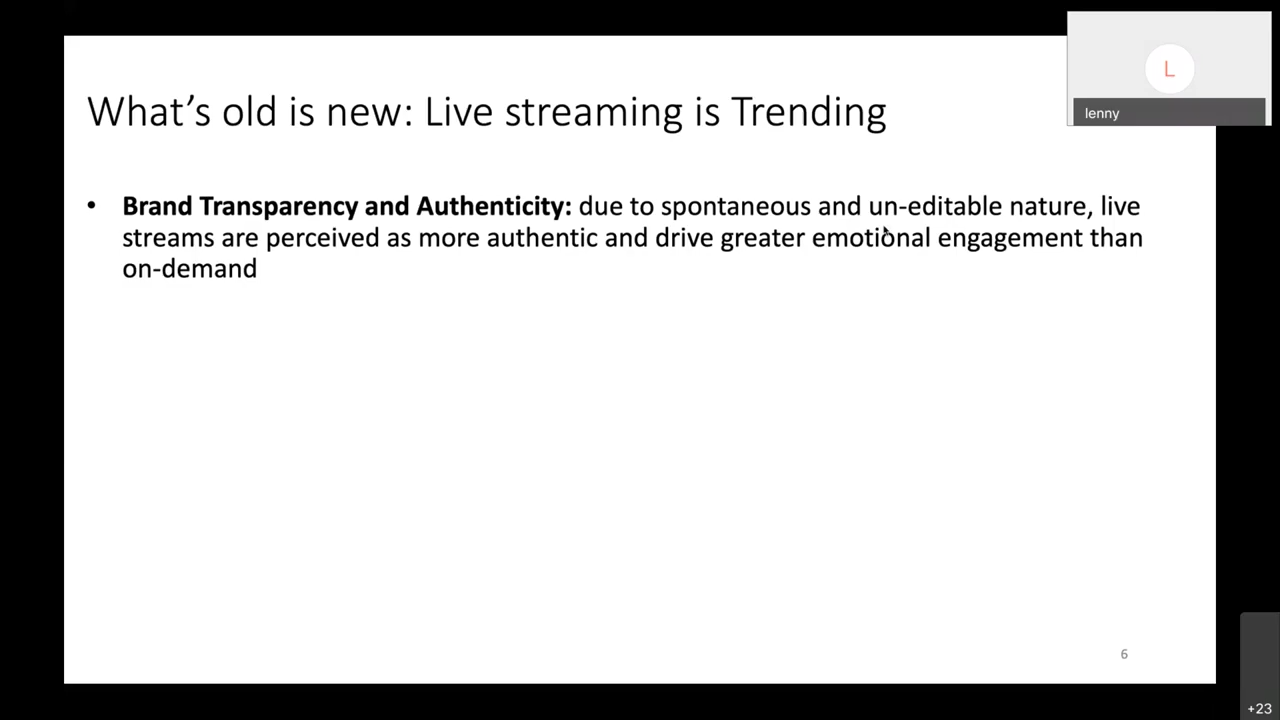 What's old is new: Live streaming is Trending
• Brand Transparency and Authenticity: due to spontaneous and un-editable nature, live
streams are perceived as more authentic and drive greater emotional engagement than
on-demand
6
L
lenny
+23